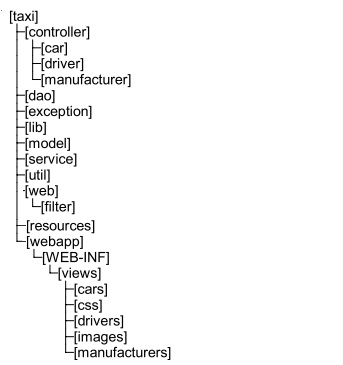 [taxi]
├─[controller]
│ ├─[car]
│ ├─[driver]
│ └─[manufacturer]
├─[dao]
├─[exception]
├─[lib]
├─[model]
├─[service]
├─[util]
├─[web]
│ └─[filter]
├─[resources]
└─[webapp]
  └─[WEB-INF]
    └─[views]
      ├─[cars]
      ├─[css]
      ├─[drivers]
      ├─[images]
      └─[manufacturers]